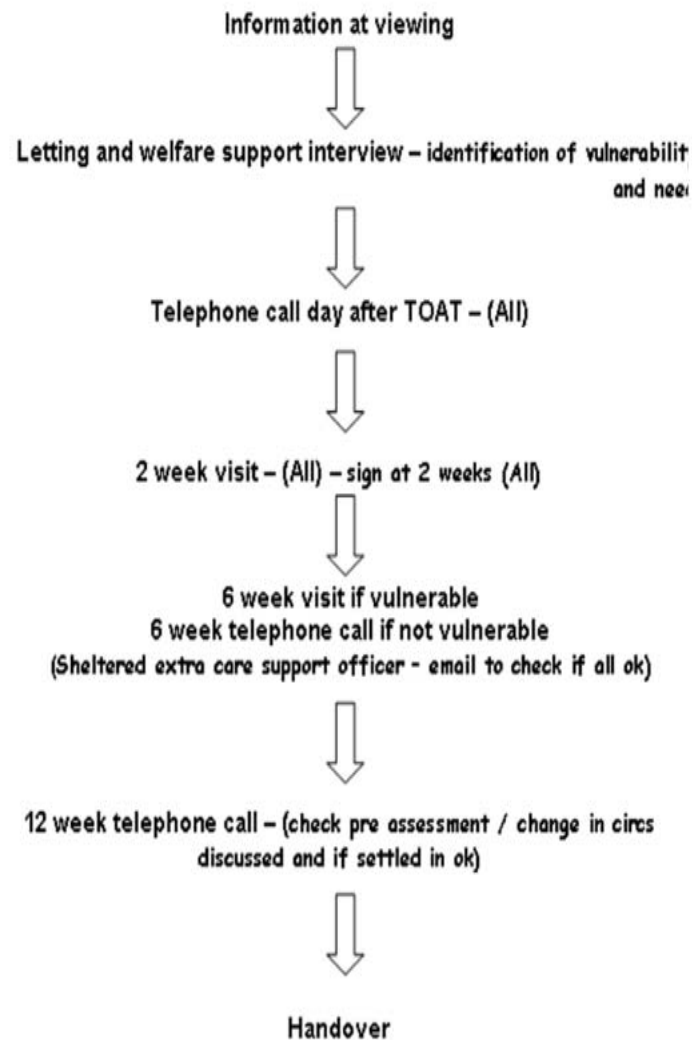 Information at viewing
Letting and welfare support interview – identification of vulnerabilit
and nee
Telephone call day after TOAT – (All)
2 week visit – (All) – sign at 2 weeks (All)
6 week visit if vulnerable
6 week telephone call if not vulnerable
(Sheltered extra care support officer - email to check if all ok)
12 week telephone call – (check pre assessment / change in circs
discussed and if settled in ok)
Handover